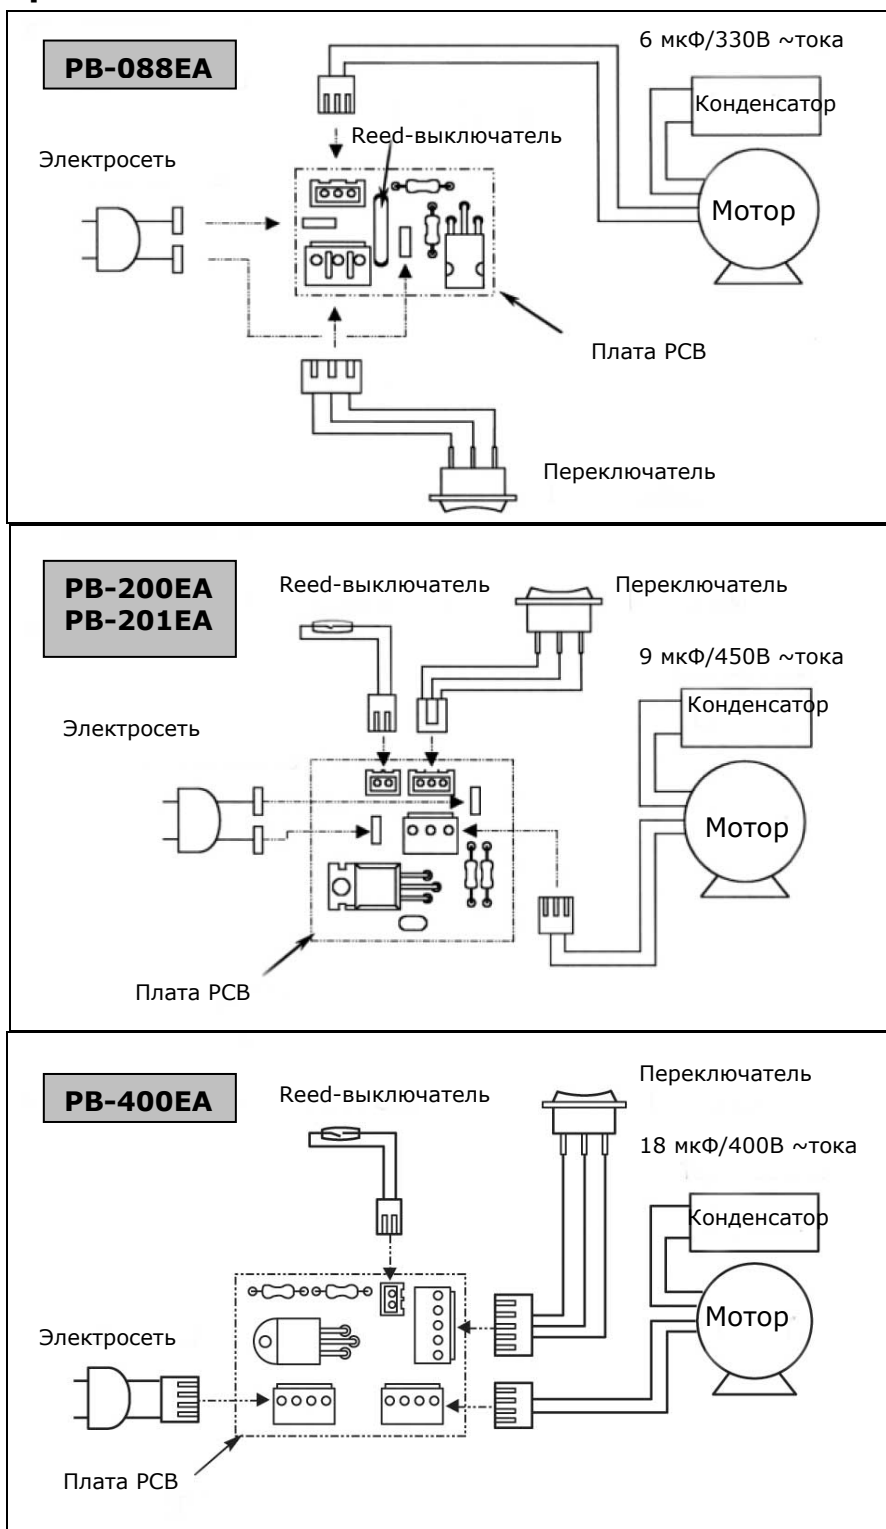 PB-088EA
6 мкФ/330В ~тока
Конденсатор
Reed-выключатель
Электросеть
Мотор
Плата PCB
Переключатель
PB-200EA
PB-201EA
Reed-выключатель
Переключатель
9 мкФ/450В ~тока
Конденсатор
Электросеть
Мотор
Плата PCB
PB-400EA
Reed-выключатель
Переключатель
18 мкФ/400В ~тока
Конденсатор
Мотор
Электросеть
Плата PCB